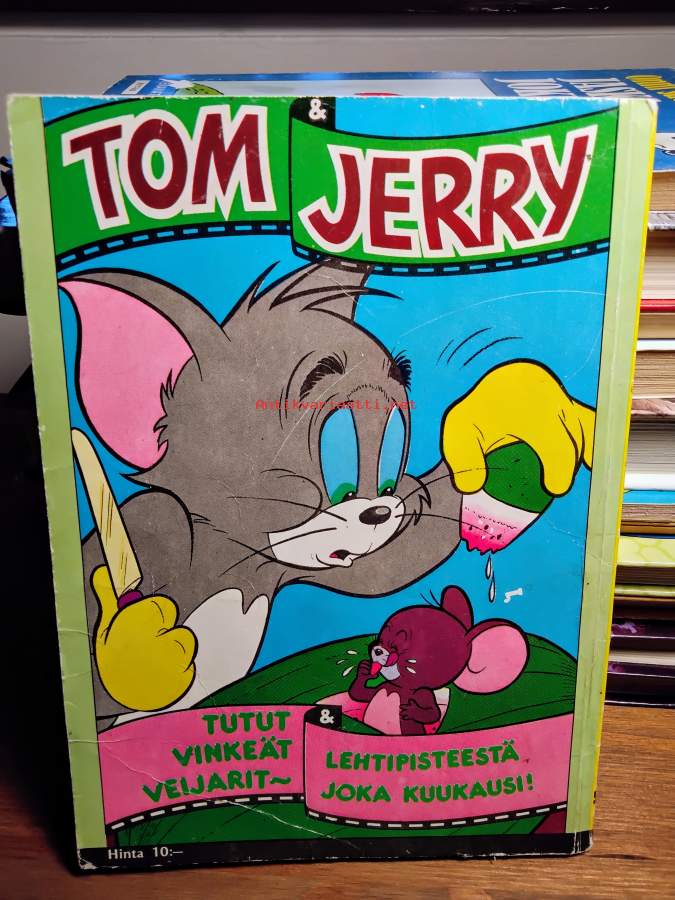 TOM & JERRY
Antikvariaatti.net
TUTUT
VINKEÄT
VEIJARIT~
&
LEHTIPISTEESTÄ
JOKA KUUKAUSI!
Hinta 10:—